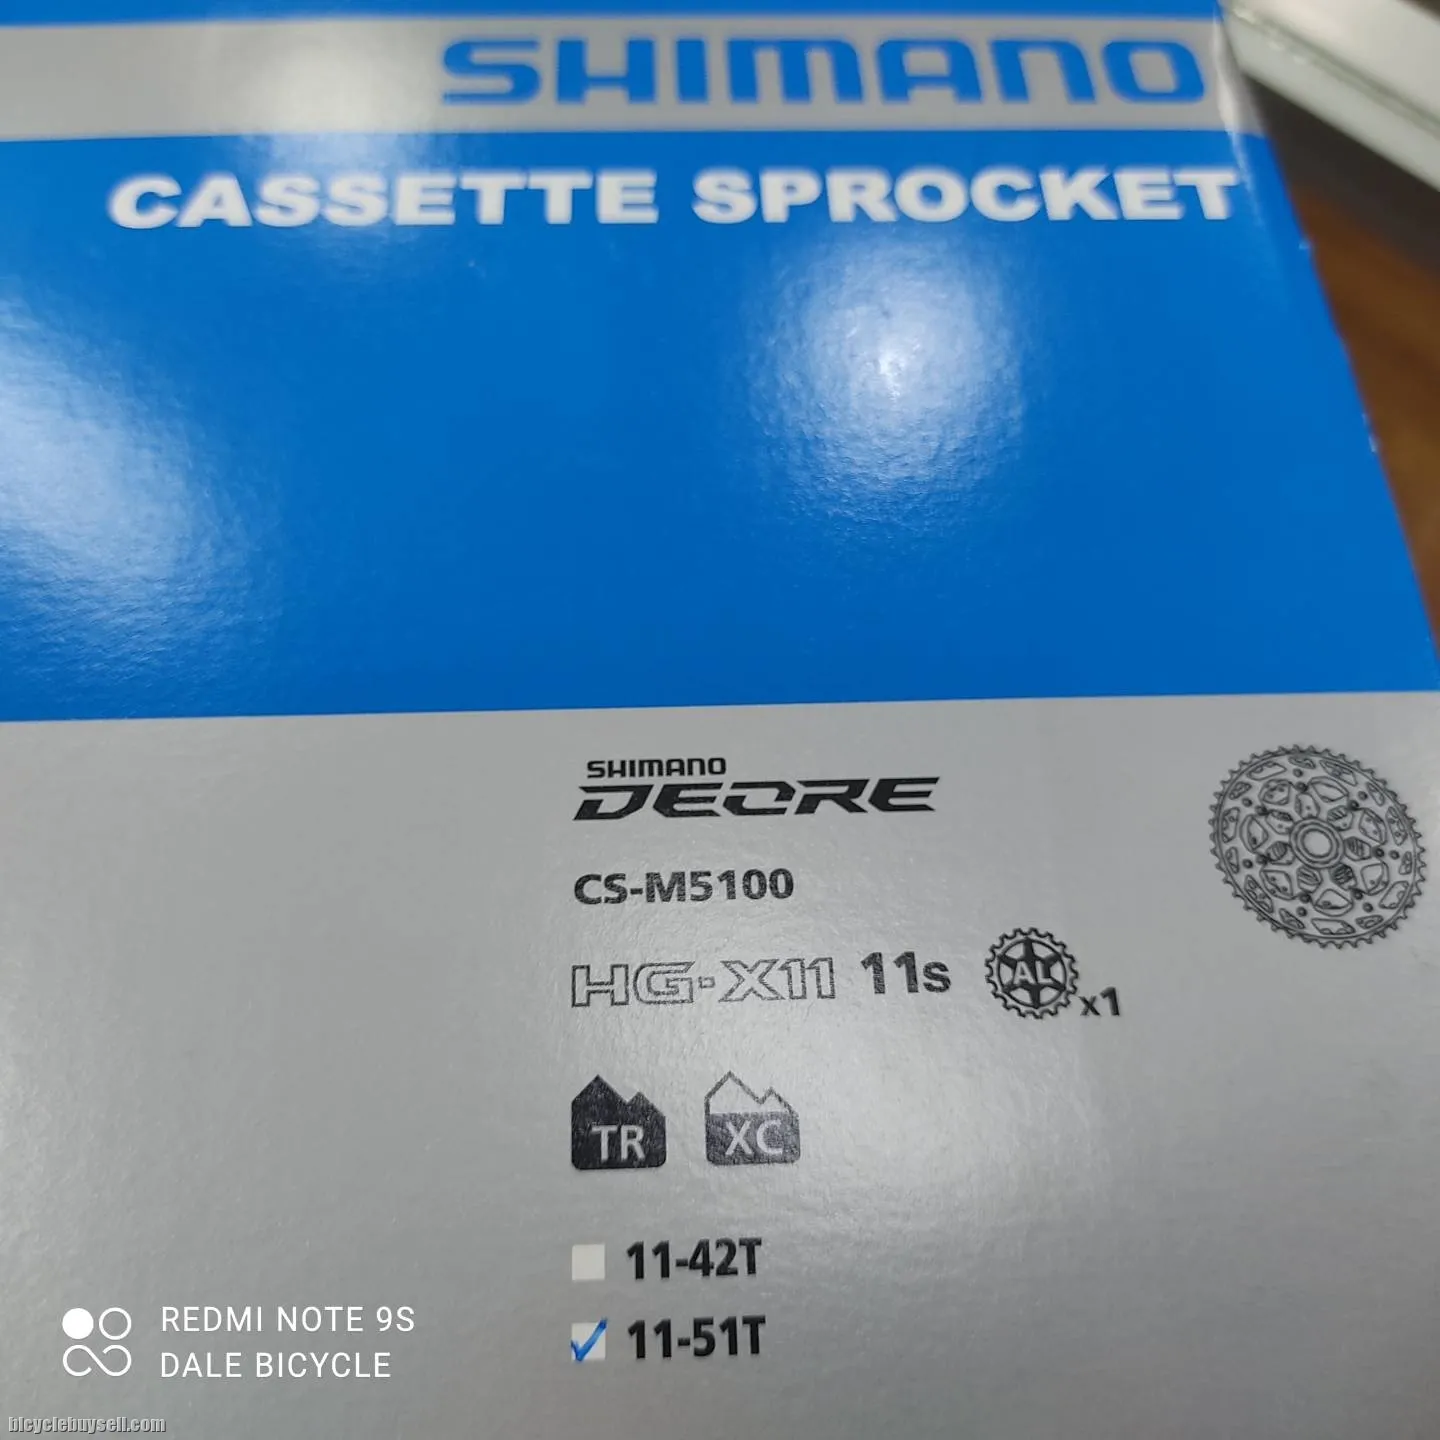 SHIMANO
CASSETTE SPROCKET
SHIMANO
DEORE
CS-M5100
HG-X11 11s AL x1
TR XC
11-42T
11-51T
REDMI NOTE 9S
DALE BICYCLE
bicyclebuysell.com